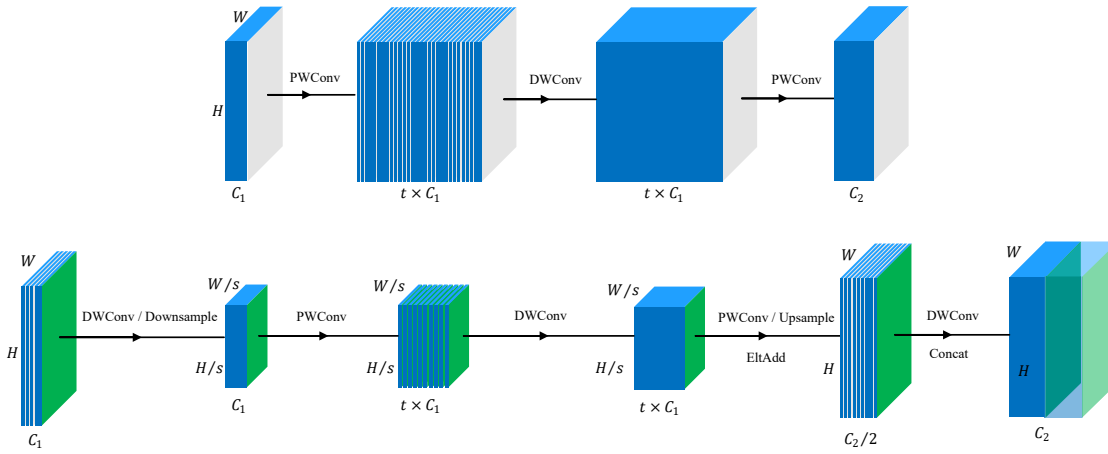 W
PWConv
DWConv
PWConv
H
C₁
t × C₁
t × C₁
C₂
W
W/s
W/s
W/s
W
W
DWConv / Downsample
PWConv
DWConv
PWConv / Upsample
DWConv
H
H/s
H/s
H/s
EltAdd
H
Concat
H
C₁
C₁
t × C₁
t × C₁
C₂/2
C₂